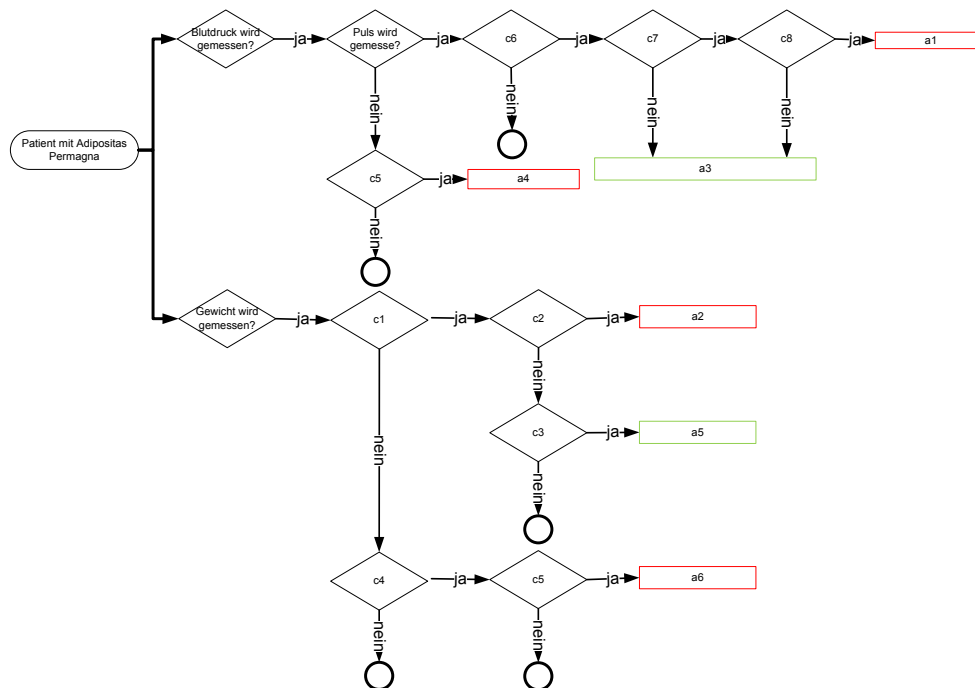 Blutdruck wird
gemessen?
ja
Puls wird
gemesse?
ja
c6
ja
c7
ja
c8
ja
a1
nein
nein
nein
nein
Patient mit Adipositas
Permagna
c5
ja
a4
a3
nein
Gewicht wird
gemessen?
ja
c1
ja
c2
ja
a2
nein
nein
c3
ja
a5
nein
c4
ja
c5
ja
a6
nein
nein